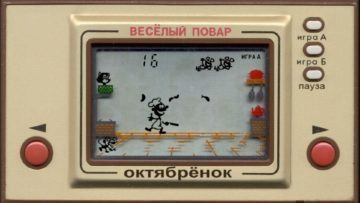 ВЕСЁЛЫЙ ПОВАР
16
ИГРА А
игра А
игра Б
пауза
октябрёнок